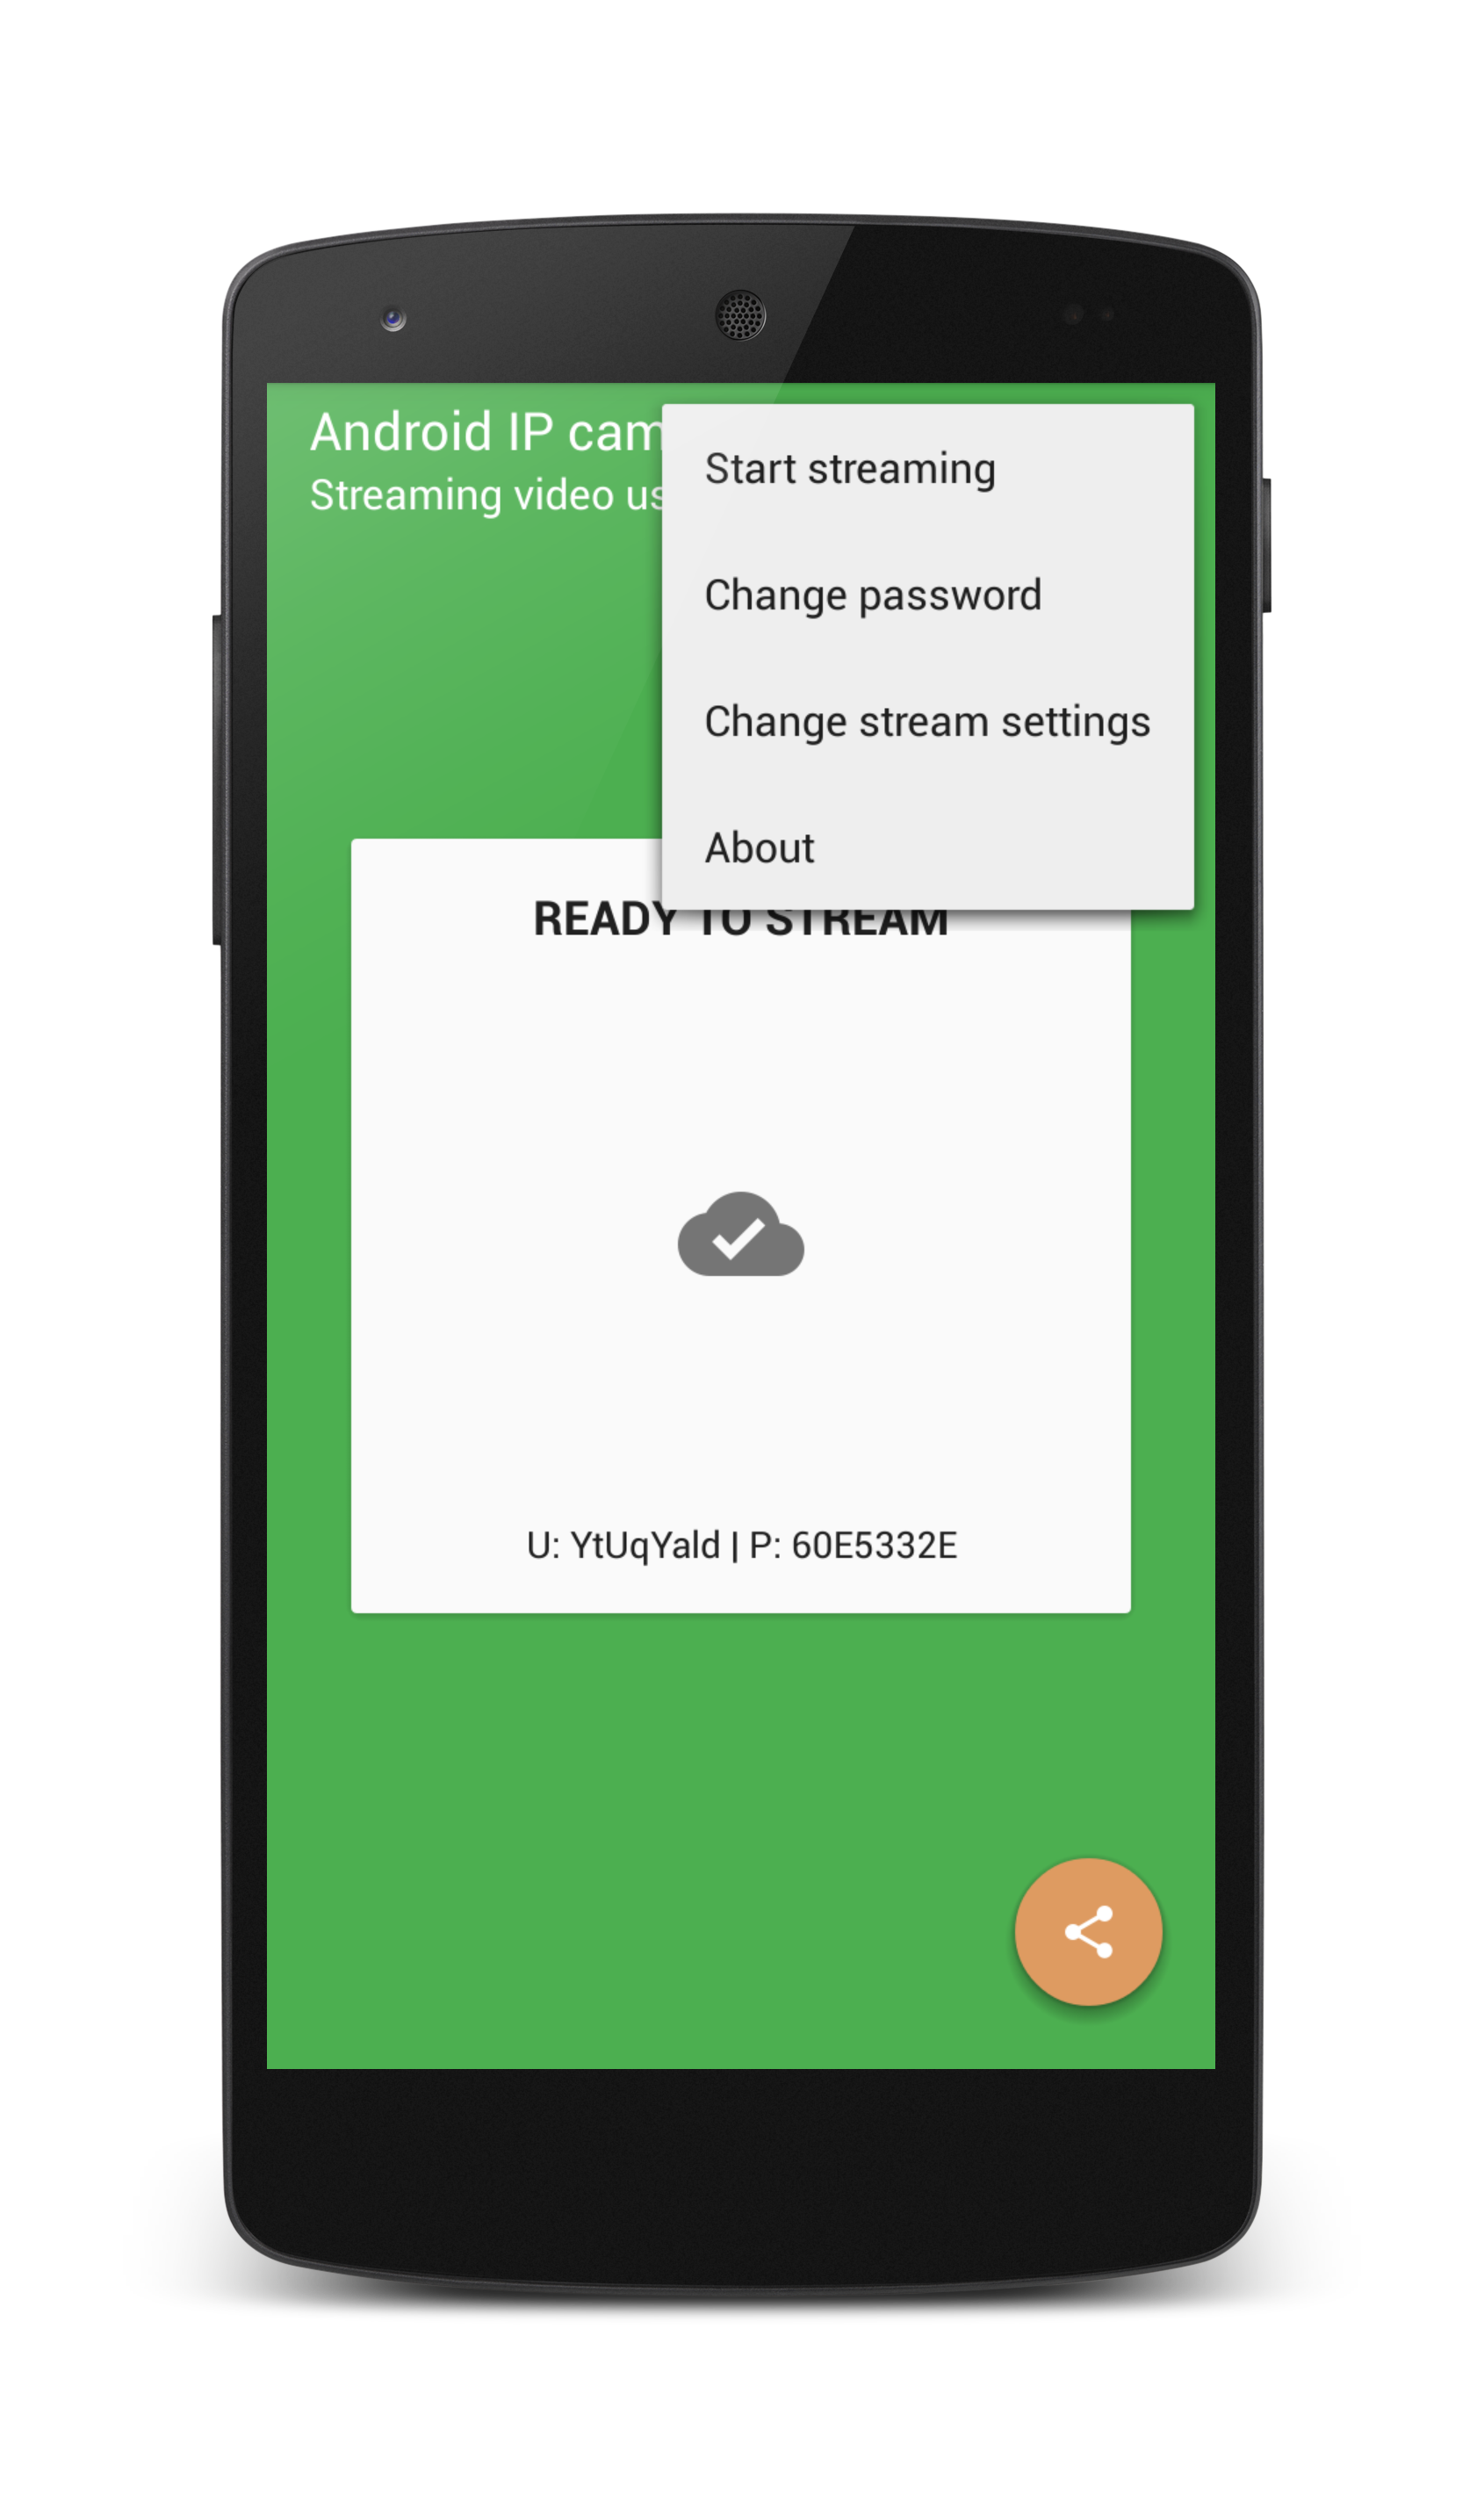 Android IP cam
Streaming video us
Start streaming
Change password
Change stream settings
About
READY TO STREAM
U: YtUqYald | P: 60E5332E